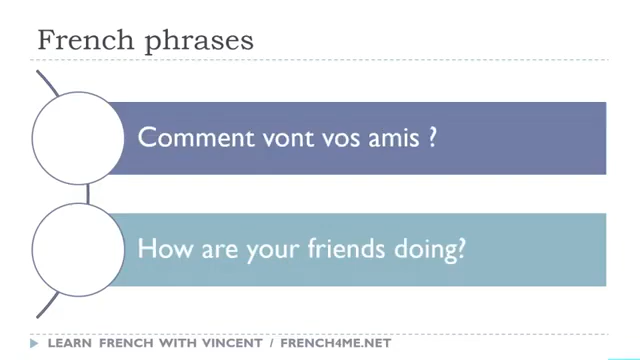 French phrases
Comment vont vos amis ?
How are your friends doing?
LEARN FRENCH WITH VINCENT / FRENCH4ME.NET